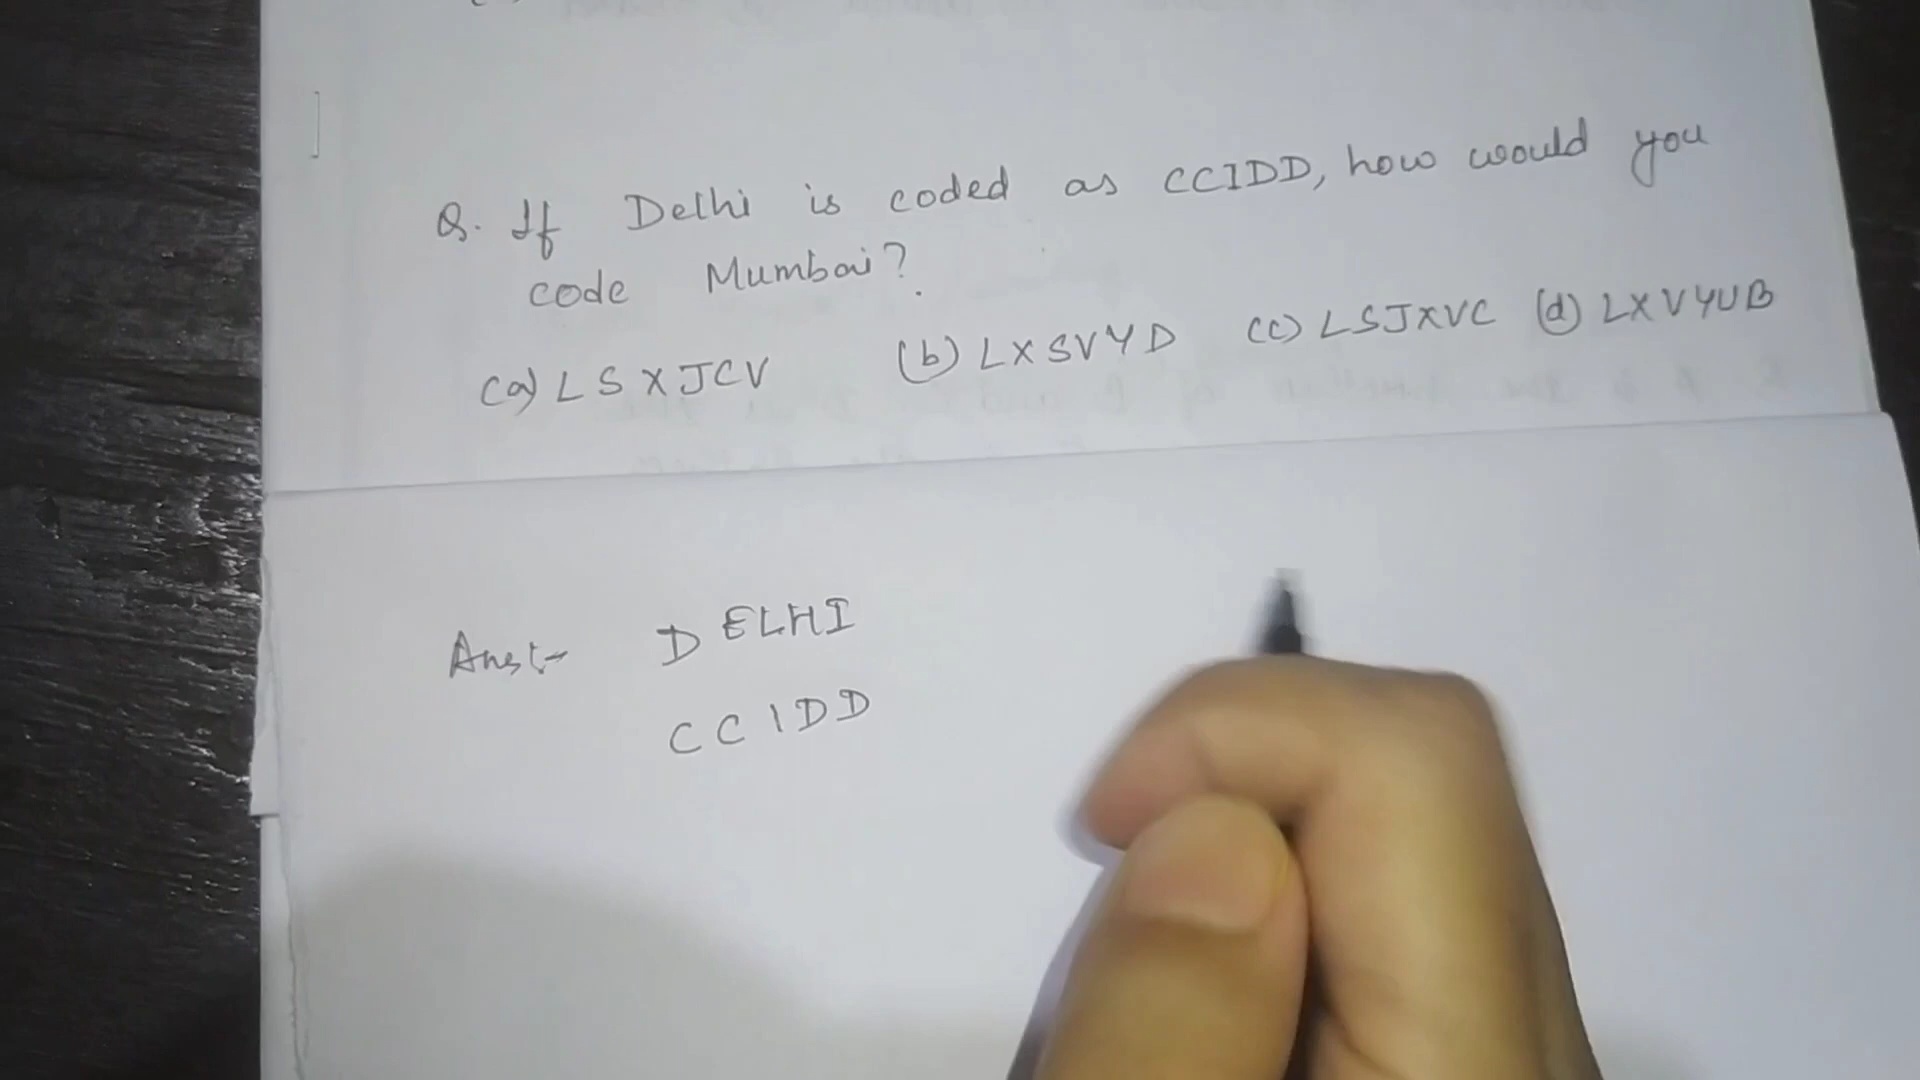 Q. If Delhi is coded as CCIDD, how would you
code Mumbai?
(a) LSXJCV (b) LXSVYD (c) LSJXVC (d) LXVYUB
Ans:- DELHI
CCIDD